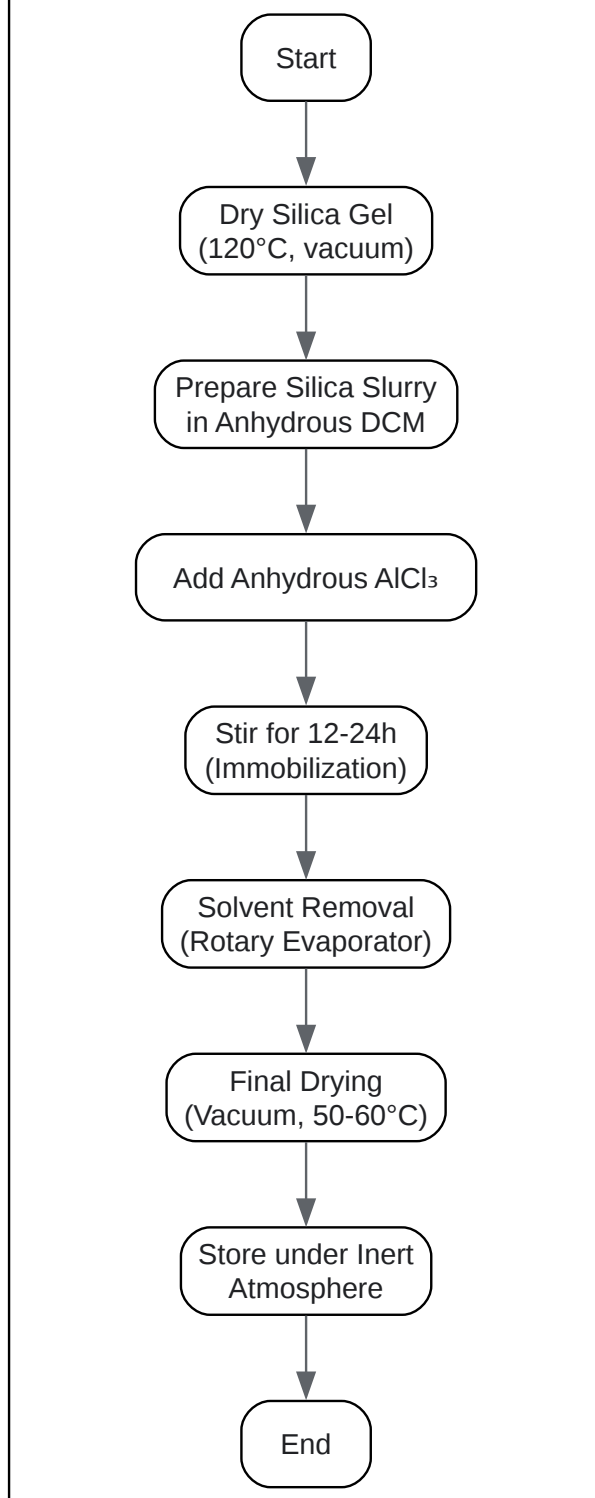 Start
Dry Silica Gel
(120°C, vacuum)
Prepare Silica Slurry
in Anhydrous DCM
Add Anhydrous AlCl₃
Stir for 12-24h
(Immobilization)
Solvent Removal
(Rotary Evaporator)
Final Drying
(Vacuum, 50-60°C)
Store under Inert
Atmosphere
End